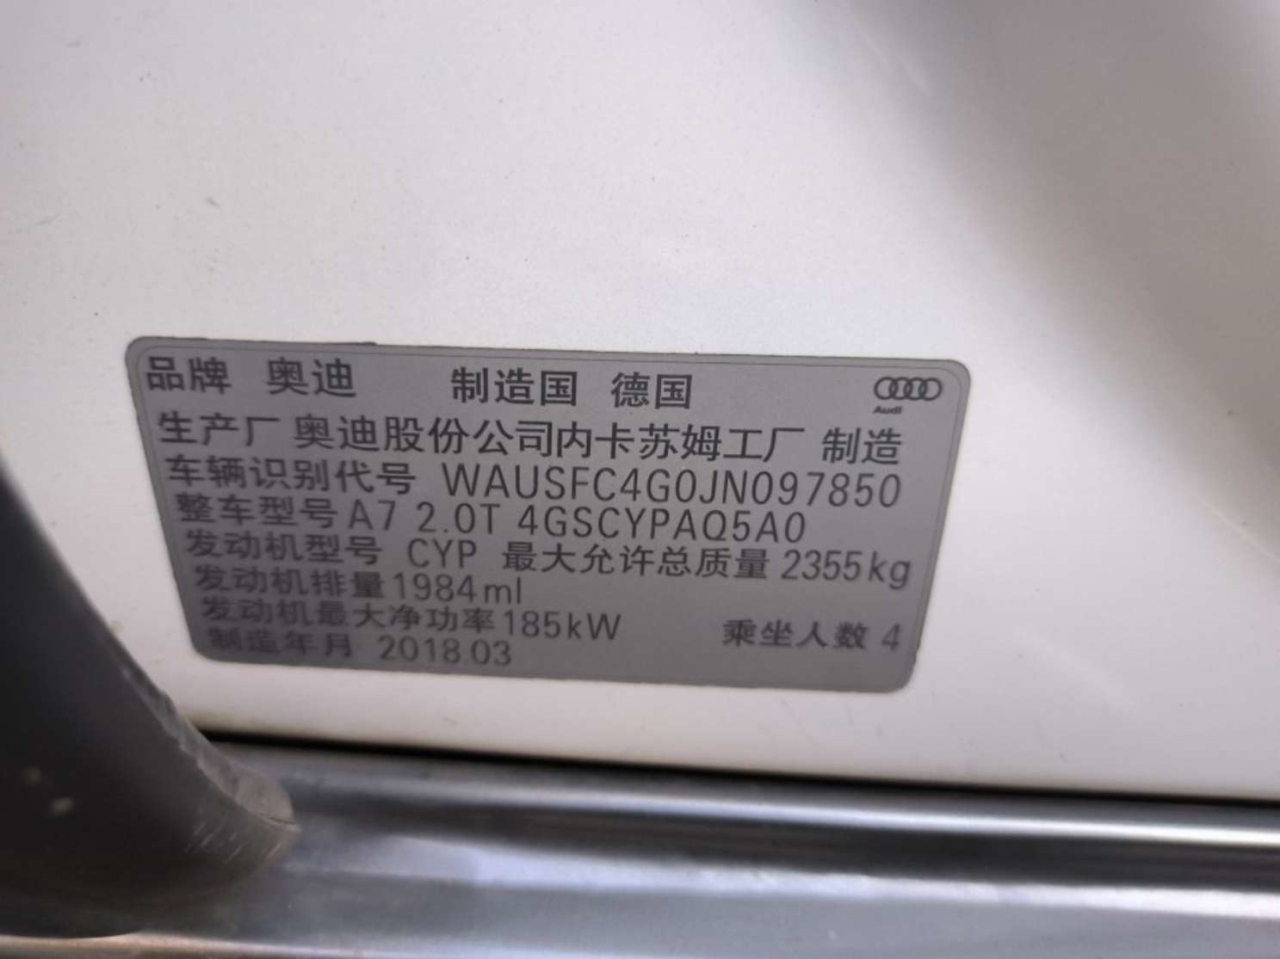 品牌 奥迪 制造国 德国
Audi
生产厂 奥迪股份公司内卡苏姆工厂 制造
车辆识别代号 WAUSFC4G0JN097850
整车型号 A7 2.0T 4GSCYPAQ5A0
发动机型号 CYP 最大允许总质量 2355kg
发动机排量 1984ml
发动机最大净功率 185kW 乘坐人数 4
制造年月 2018.03